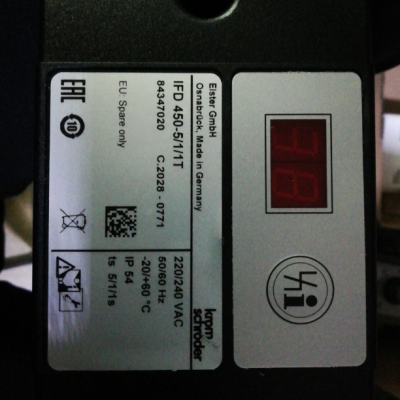 Elster GmbH
Osnabrück, Made in Germany
krom
schröder
IFD 450-5/1/1T
84347020 C.2028 - 0771
EU: Spare only
220/240 VAC
50/60 Hz
-20/+60 °C
IP 54
ts 5/1/1s
EAC
10